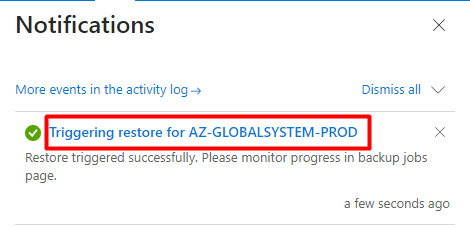 Notifications
More events in the activity log →
Dismiss all
Triggering restore for AZ-GLOBALSYSTEM-PROD
Restore triggered successfully. Please monitor progress in backup jobs
page.
a few seconds ago